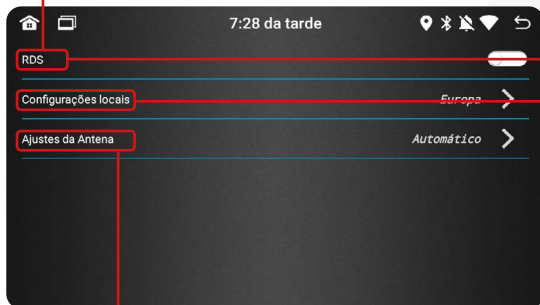 7:28 da tarde
RDS
Configurações locais Europa
Ajustes da Antena Automático